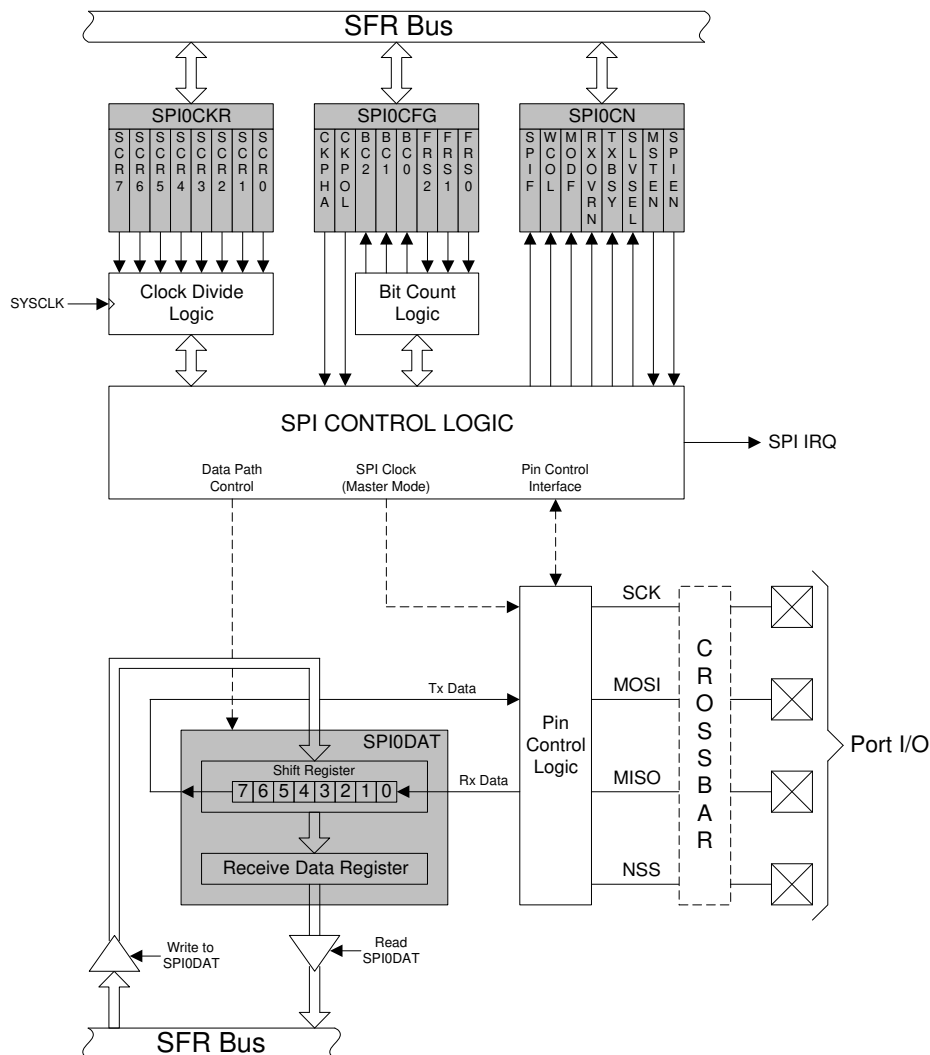 SFR Bus
SPI0CKR
SCR7 SCR6 SCR5 SCR4 SCR3 SCR2 SCR1 SCR0
SPI0CFG
CKPHA CKPOL BC2 BC1 BC0 FRS2 FRS1 FRS0
SPI0CN
SPIF WCOL MODF RXOVRN TXBSY SLVSEL MSTEN SPIEN
SYSCLK
Clock Divide
Logic
Bit Count
Logic
SPI CONTROL LOGIC
SPI IRQ
Data Path
Control
SPI Clock
(Master Mode)
Pin Control
Interface
SCK
MOSI
MISO
NSS
CROSSBAR
Port I/O
Tx Data
Pin
Control
Logic
SPI0DAT
Shift Register
7 6 5 4 3 2 1 0
Rx Data
Receive Data Register
Write to
SPI0DAT
Read
SPI0DAT
SFR Bus